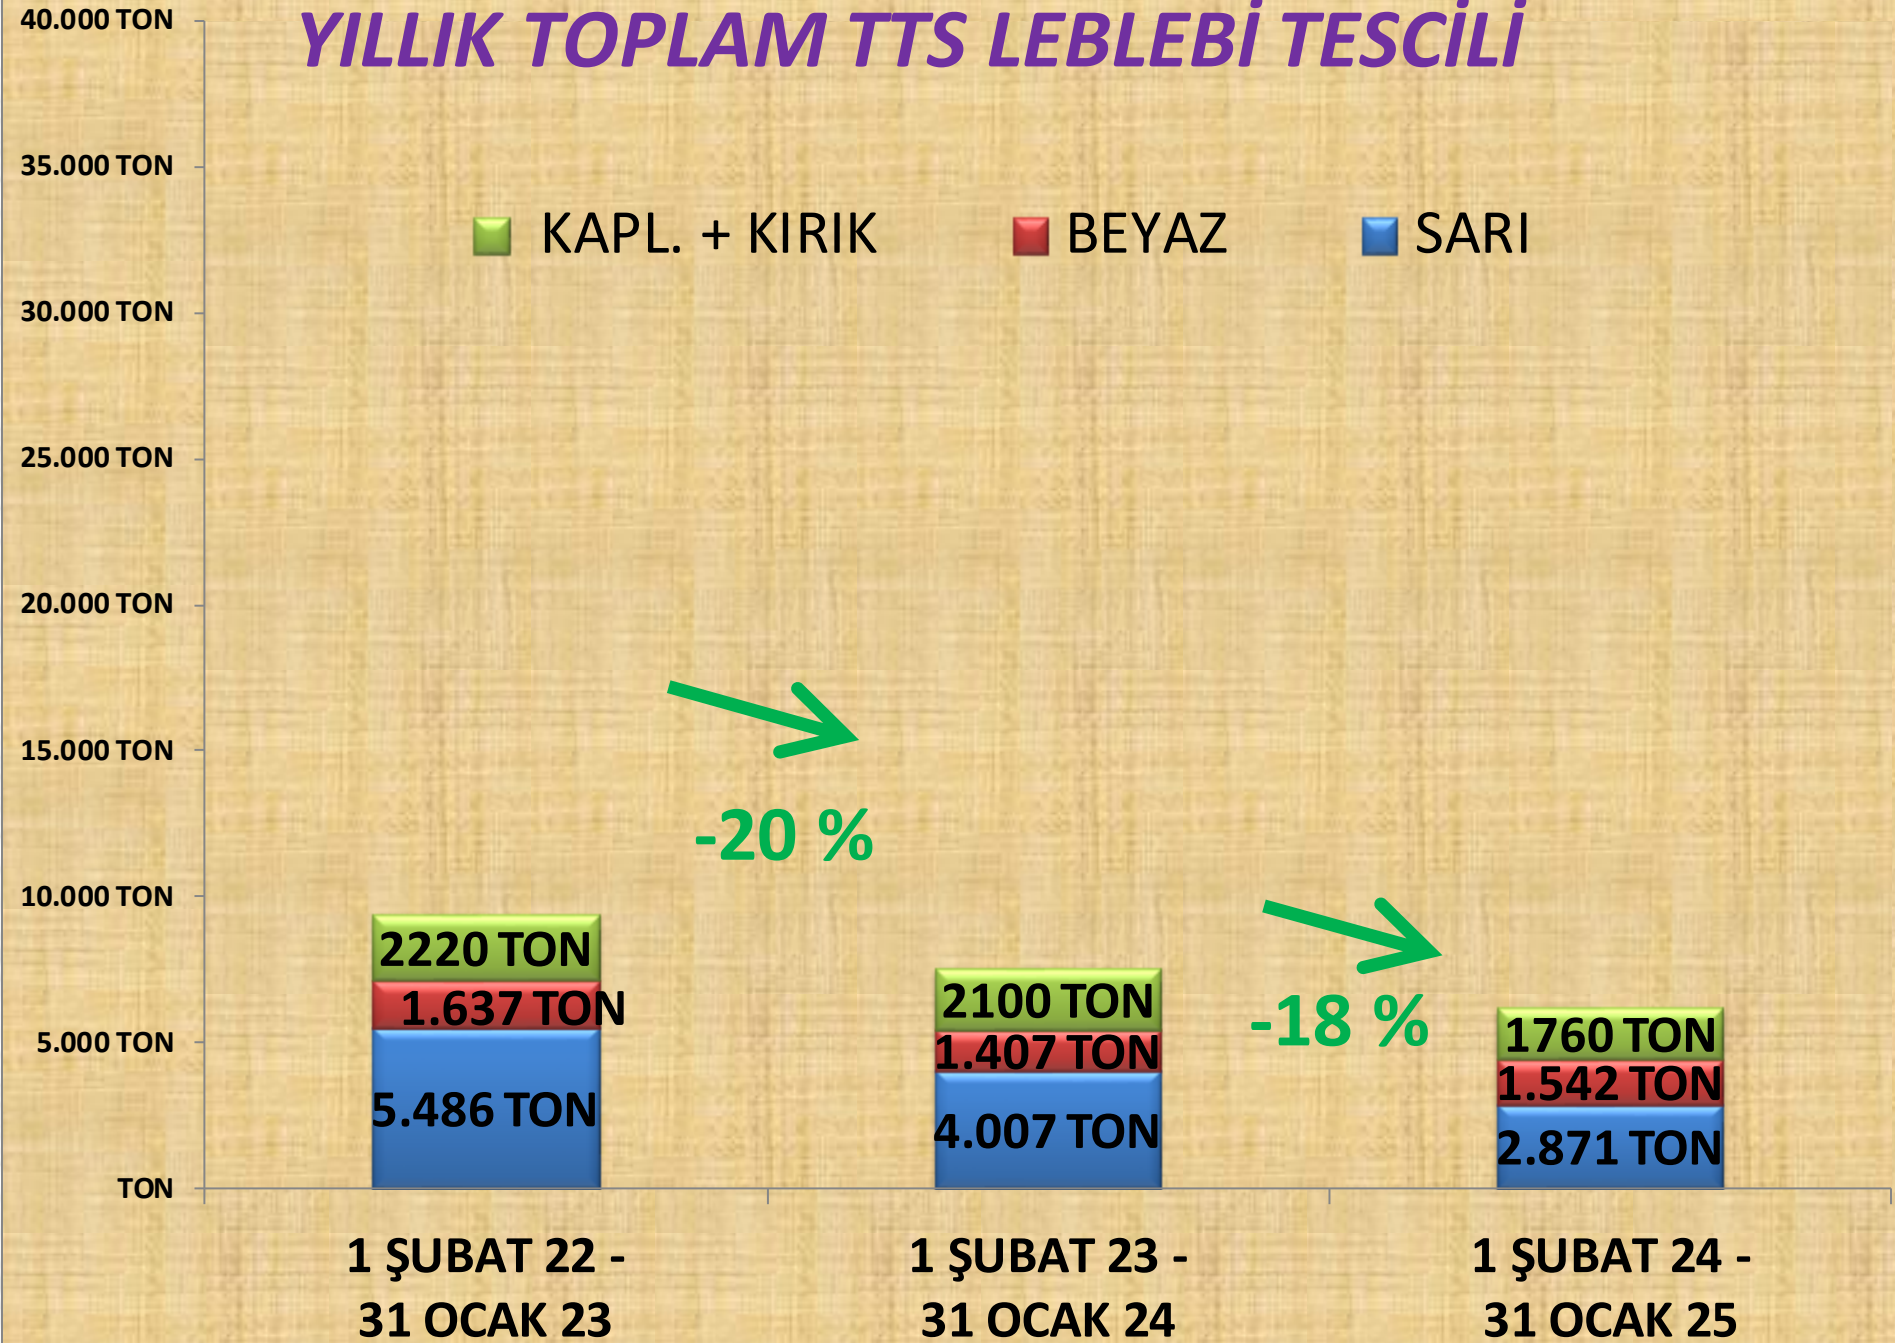 YILLIK TOPLAM TTS LEBLEBİ TESCİLİ
40.000 TON
35.000 TON
30.000 TON
25.000 TON
20.000 TON
15.000 TON
10.000 TON
5.000 TON
TON
KAPL. + KIRIK
BEYAZ
SARI
-20 %
-18 %
2220 TON
1.637 TON
5.486 TON
2100 TON
1.407 TON
4.007 TON
1760 TON
1.542 TON
2.871 TON
1 ŞUBAT 22 -
31 OCAK 23
1 ŞUBAT 23 -
31 OCAK 24
1 ŞUBAT 24 -
31 OCAK 25